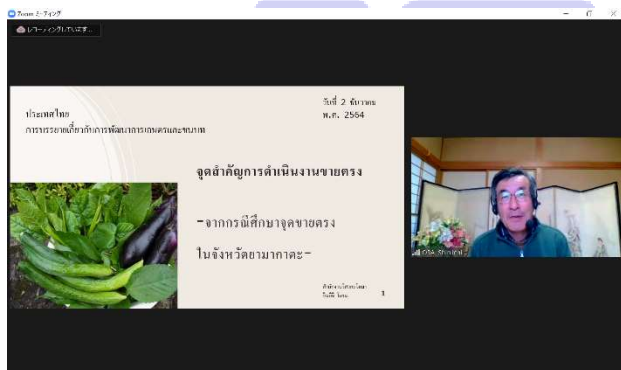 Zoom ミーティング
レコーディングしています...
ประเทศไทย
การบรรยายเกี่ยวกับการพัฒนาการเกษตรและชนบท
วันที่ 2 ธันวาคม
พ.ศ. 2564
จุดสำคัญการดำเนินงานขายตรง
-จากกรณีศึกษาจุดขายตรง
ในจังหวัดยามากาตะ-
1
OSA Shinichi